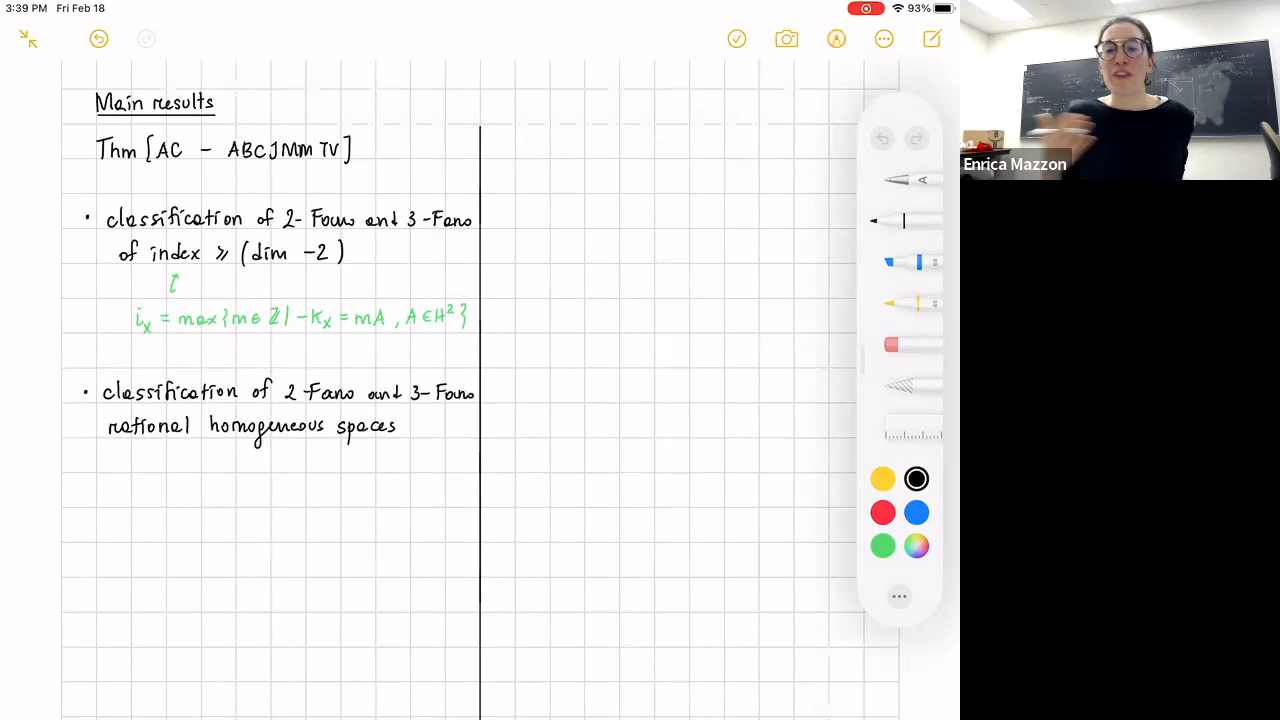 3:39 PM Fri Feb 18
93%
Main results
Thm [AC - ABCJMMTV]
• classification of 2-Fano and 3-Fano
of index ≥ (dim -2)
i_X = max{m ∈ ℤ | -K_X = mA, A ∈ H²}
• classification of 2-Fano and 3-Fano
rational homogeneous spaces
Enrica Mazzon